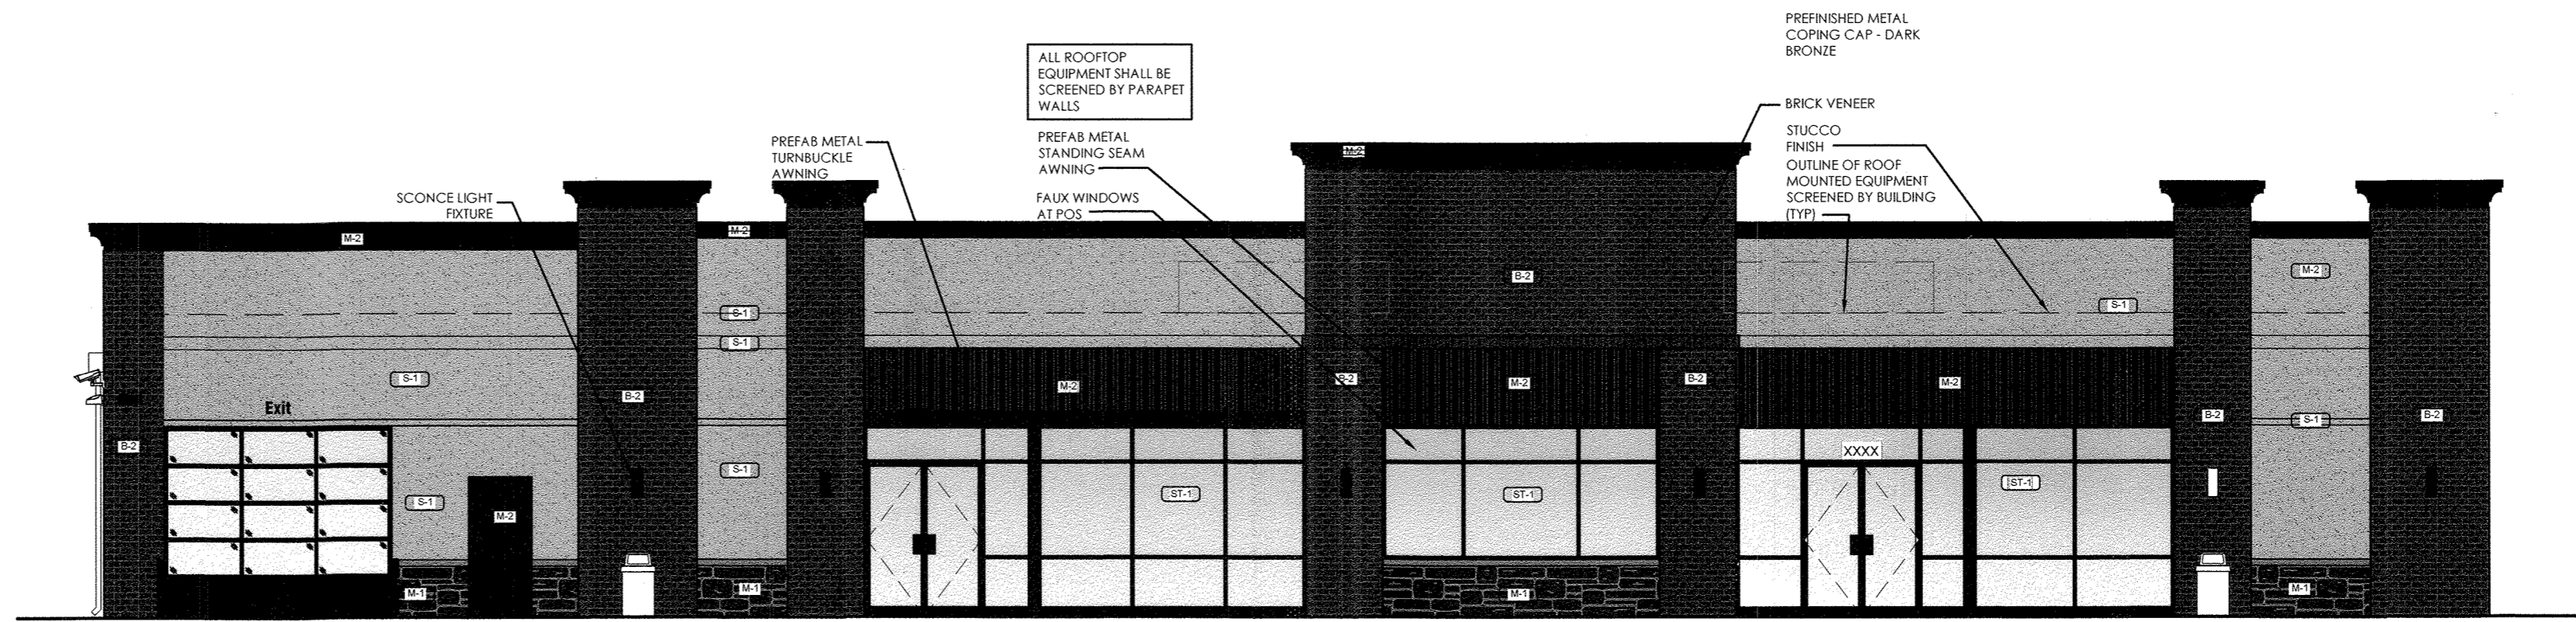 PREFINISHED METAL
COPING CAP - DARK
BRONZE
ALL ROOFTOP
EQUIPMENT SHALL BE
SCREENED BY PARAPET
WALLS
BRICK VENEER
PREFAB METAL
TURNBUCKLE
AWNING
PREFAB METAL
STANDING SEAM
AWNING
STUCCO
FINISH
OUTLINE OF ROOF
MOUNTED EQUIPMENT
SCREENED BY BUILDING
(TYP)
SCONCE LIGHT
FIXTURE
FAUX WINDOWS
AT POS
M-2
M-2
M-2
B-2
M-2
S-1
S-1
S-1
S-1
Exit
B-2
M-2
B-2
M-2
B-2
M-2
B-2
S-1
B-2
B-2
S-1
S-1
M-2
ST-1
ST-1
XXXX
ST-1
M-1
M-1
M-1
M-1